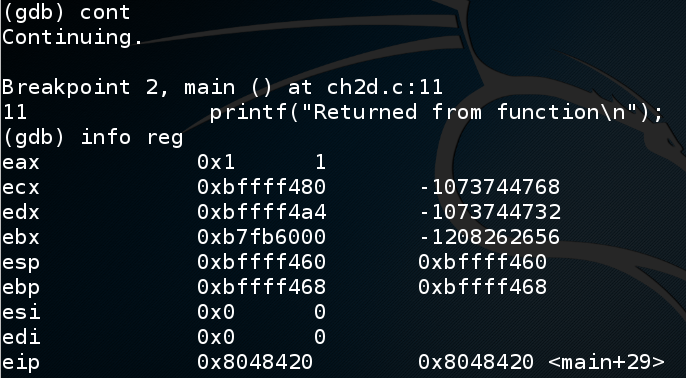 (gdb) cont
Continuing.
Breakpoint 2, main () at ch2d.c:11
11 printf("Returned from function\n");
(gdb) info reg
eax 0x1 1
ecx 0xbffff480 -1073744768
edx 0xbffff4a4 -1073744732
ebx 0xb7fb6000 -1208262656
esp 0xbffff460 0xbffff460
ebp 0xbffff468 0xbffff468
esi 0x0 0
edi 0x0 0
eip 0x8048420 0x8048420 <main+29>